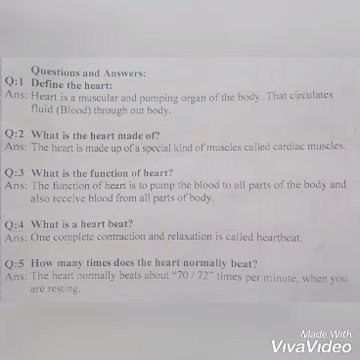 Questions and Answers:
Q:1 Define the heart:
Ans: Heart is a muscular and pumping organ of the body. That circulates
fluid (Blood) through out body.
Q:2 What is the heart made of?
Ans: The heart is made up of a special kind of muscles called cardiac muscles.
Q:3 What is the function of heart?
Ans: The function of heart is to pump the blood to all parts of the body and
also receive blood from all parts of body.
Q:4 What is a heart beat?
Ans: One complete contraction and relaxation is called heartbeat.
Q:5 How many times does the heart normally beat?
Ans: The heart normally beats about "70 / 72" times per minute, when you
are resting.
Made With
VivaVideo